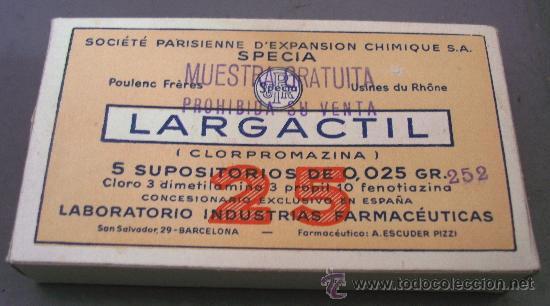 SOCIÉTÉ PARISIENNE D'EXPANSION CHIMIQUE S.A.
SPECIA
MUESTRA GRATUITA
Poulenc Frères
Specia
Usines du Rhône
PROHIBIDA SU VENTA
LARGACTIL
(CLORPROMAZINA)
5 SUPOSITORIOS DE 0,025 GR.
252
25
Cloro 3 dimetilamino 3 propil 10 fenotiazina
CONCESIONARIO EXCLUSIVO EN ESPAÑA
LABORATORIO INDUSTRIAS FARMACÉUTICAS
San Salvador, 29-BARCELONA - Farmacéutico: A. ESCUDER PIZZI
todocoleccion.net